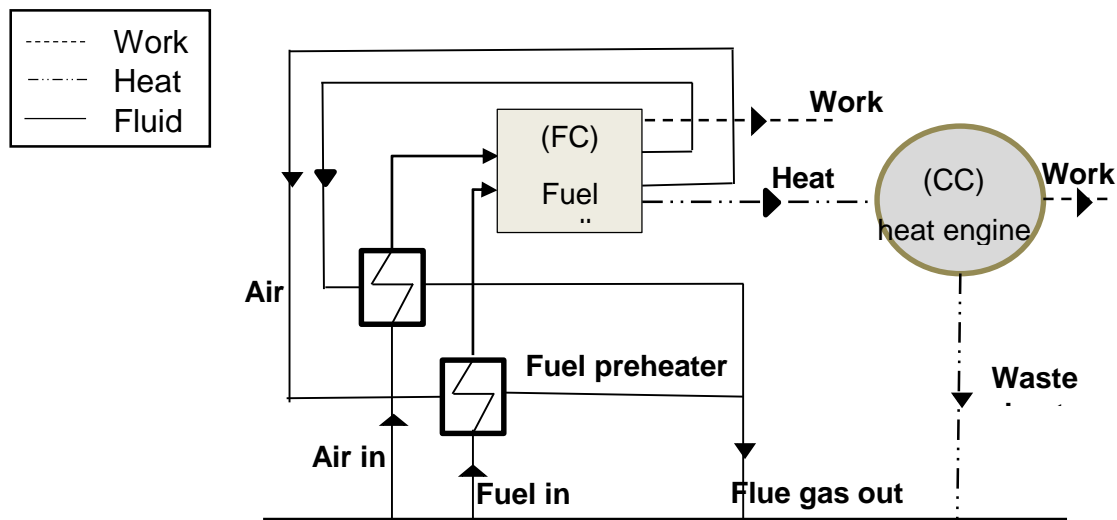 Work
Heat
Fluid
Work
(FC)
Fuel
Heat
(CC)
heat engine
Work
Air
Fuel preheater
Waste
Air in
Fuel in
Flue gas out